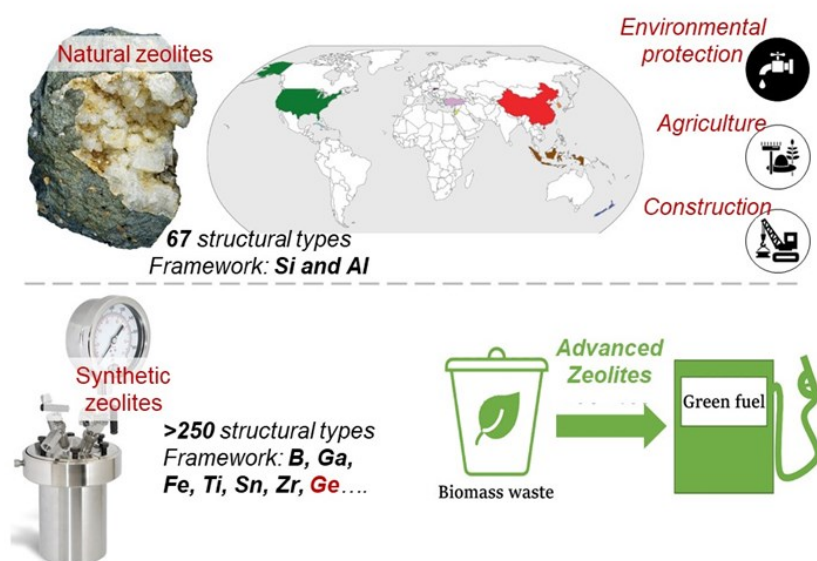 Natural zeolites
Environmental
protection
Agriculture
Construction
67 structural types
Framework: Si and Al
Synthetic
zeolites
>250 structural types
Framework: B, Ga,
Fe, Ti, Sn, Zr, Ge….
Advanced
Zeolites
Green fuel
Biomass waste